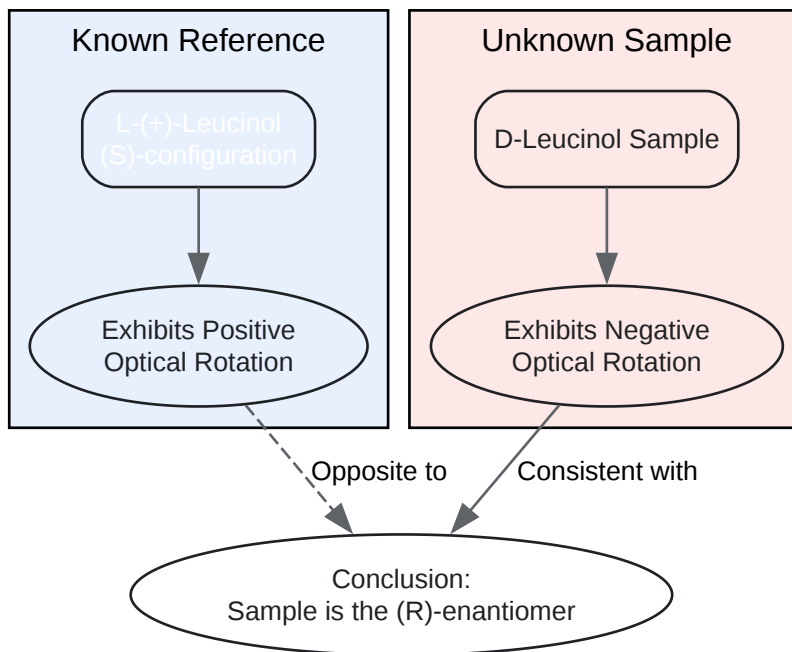 Known Reference
L-(+)-Leucinol
(S)-configuration
Exhibits Positive
Optical Rotation
Unknown Sample
D-Leucinol Sample
Exhibits Negative
Optical Rotation
Opposite to
Consistent with
Conclusion:
Sample is the (R)-enantiomer